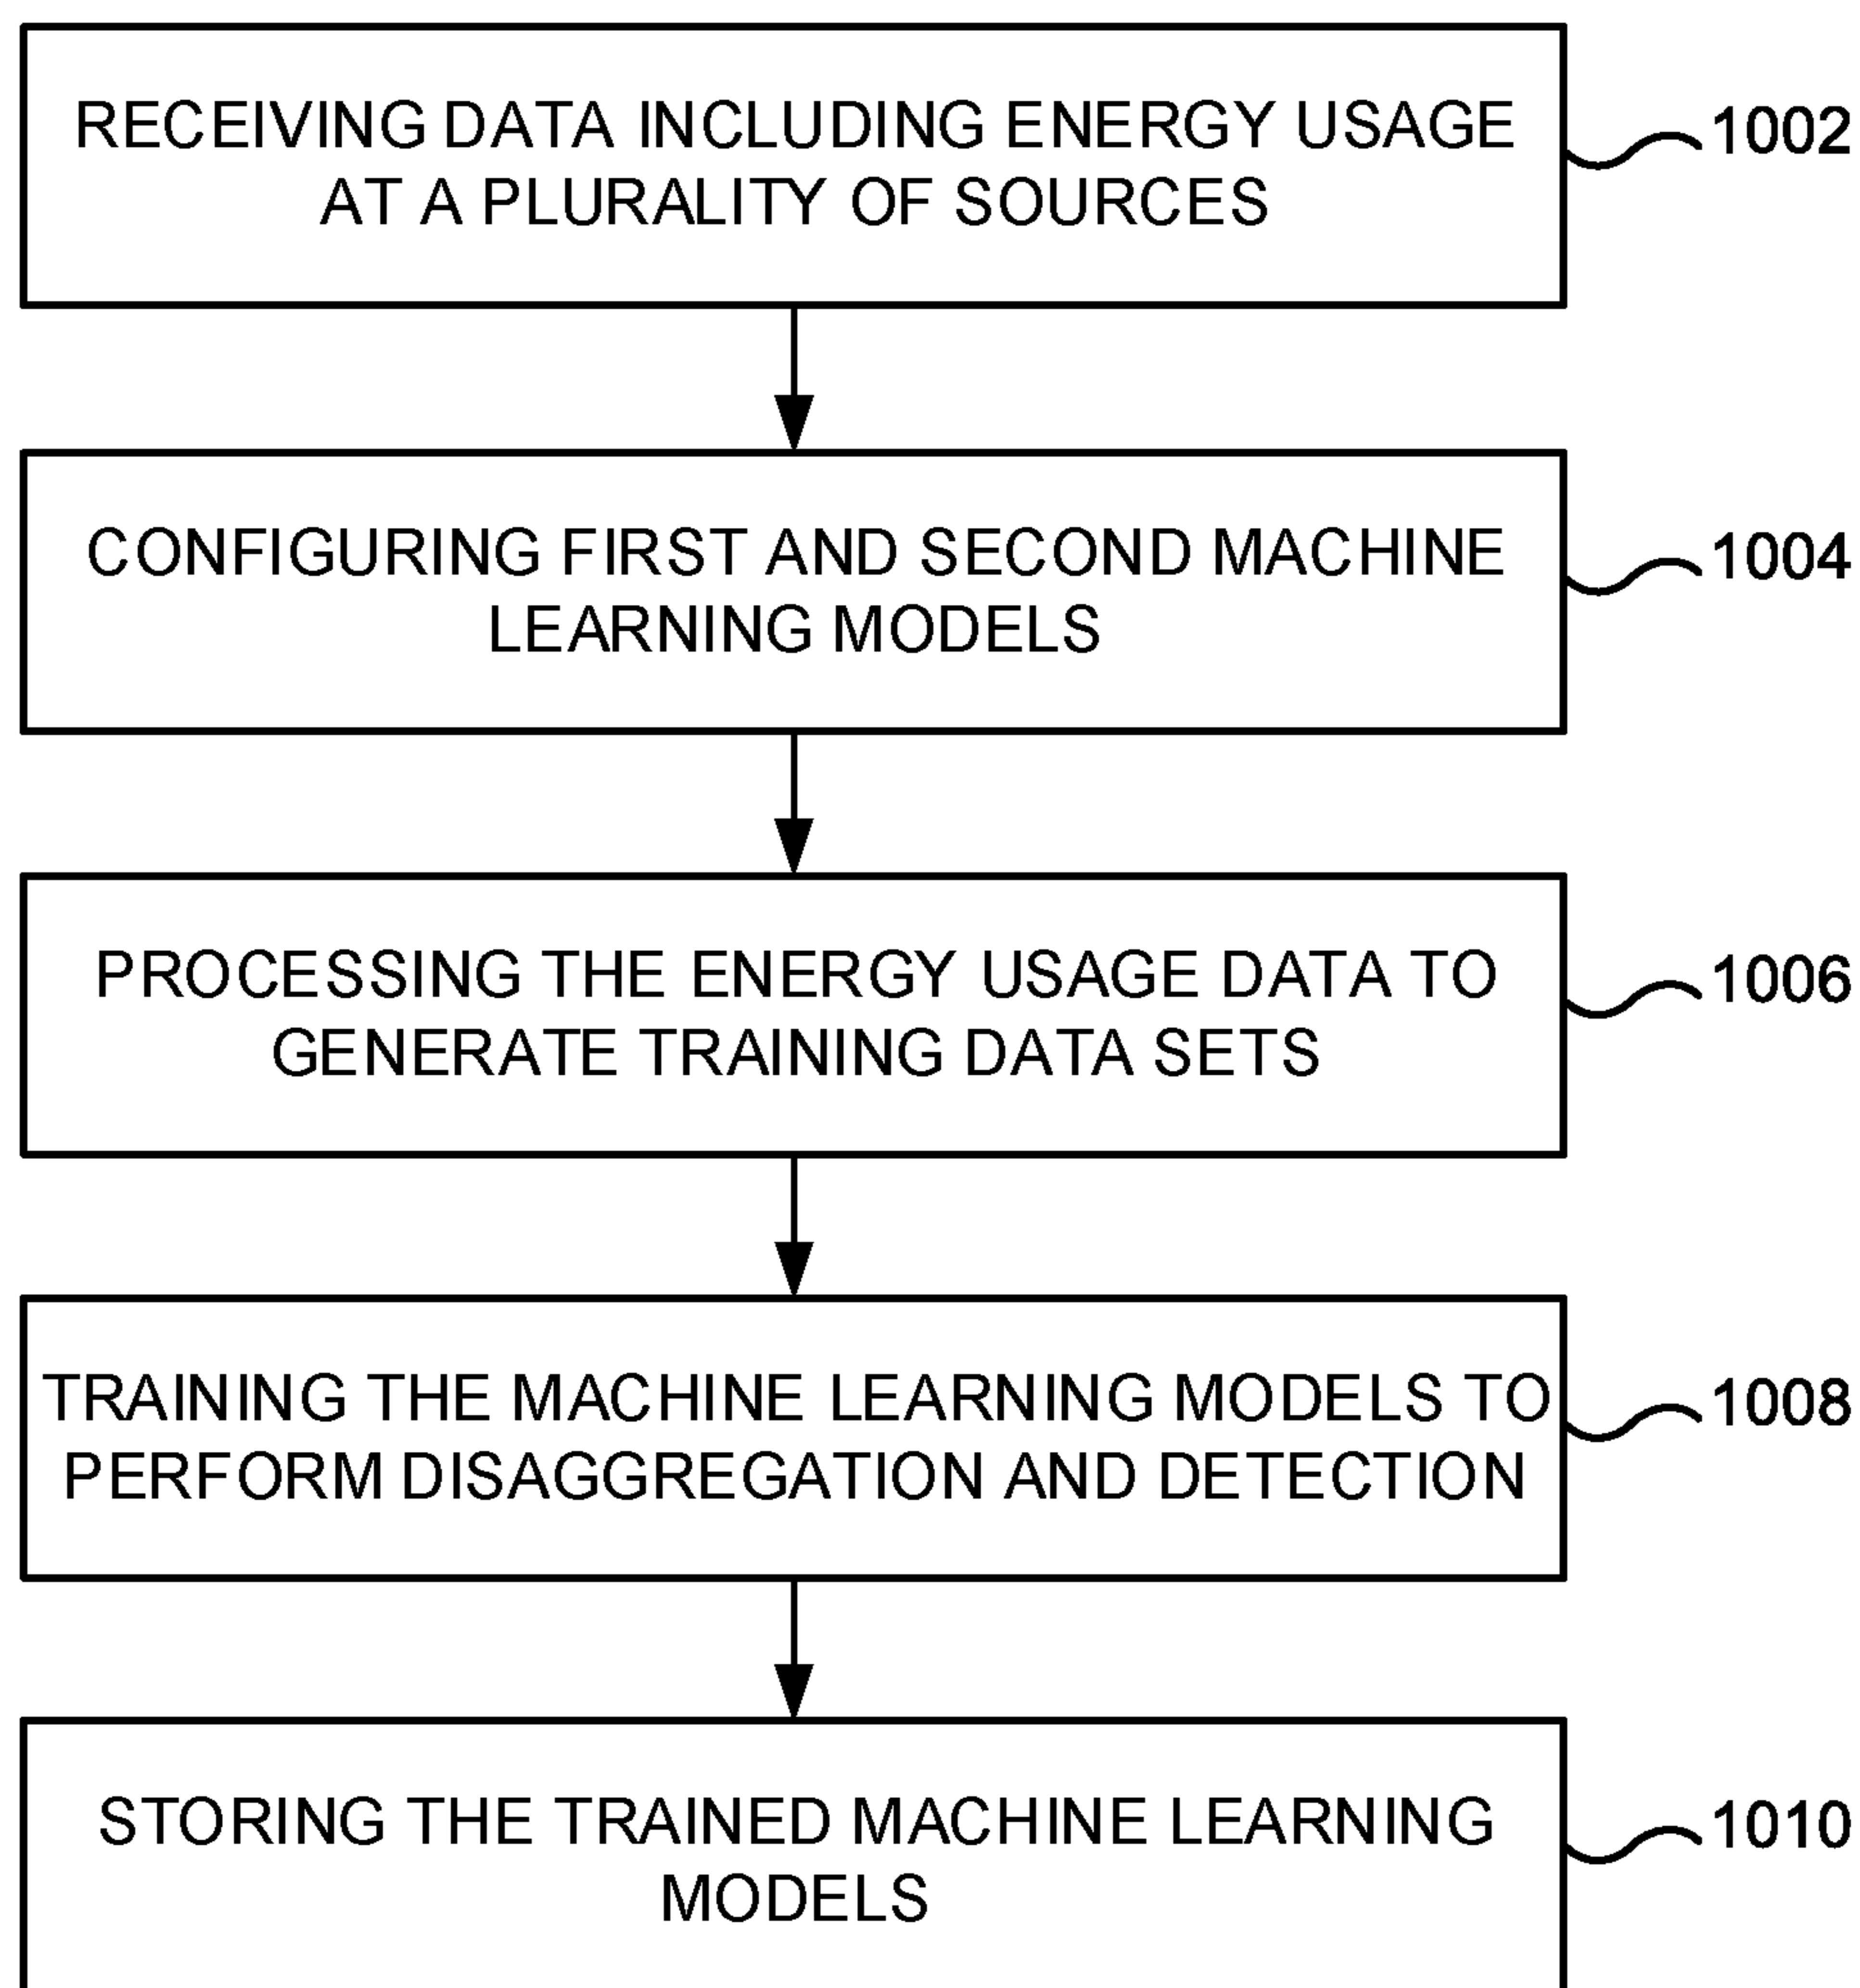 RECEIVING DATA INCLUDING ENERGY USAGE
AT A PLURALITY OF SOURCES
1002
CONFIGURING FIRST AND SECOND MACHINE
LEARNING MODELS
1004
PROCESSING THE ENERGY USAGE DATA TO
GENERATE TRAINING DATA SETS
1006
TRAINING THE MACHINE LEARNING MODELS TO
PERFORM DISAGGREGATION AND DETECTION
1008
STORING THE TRAINED MACHINE LEARNING
MODELS
1010